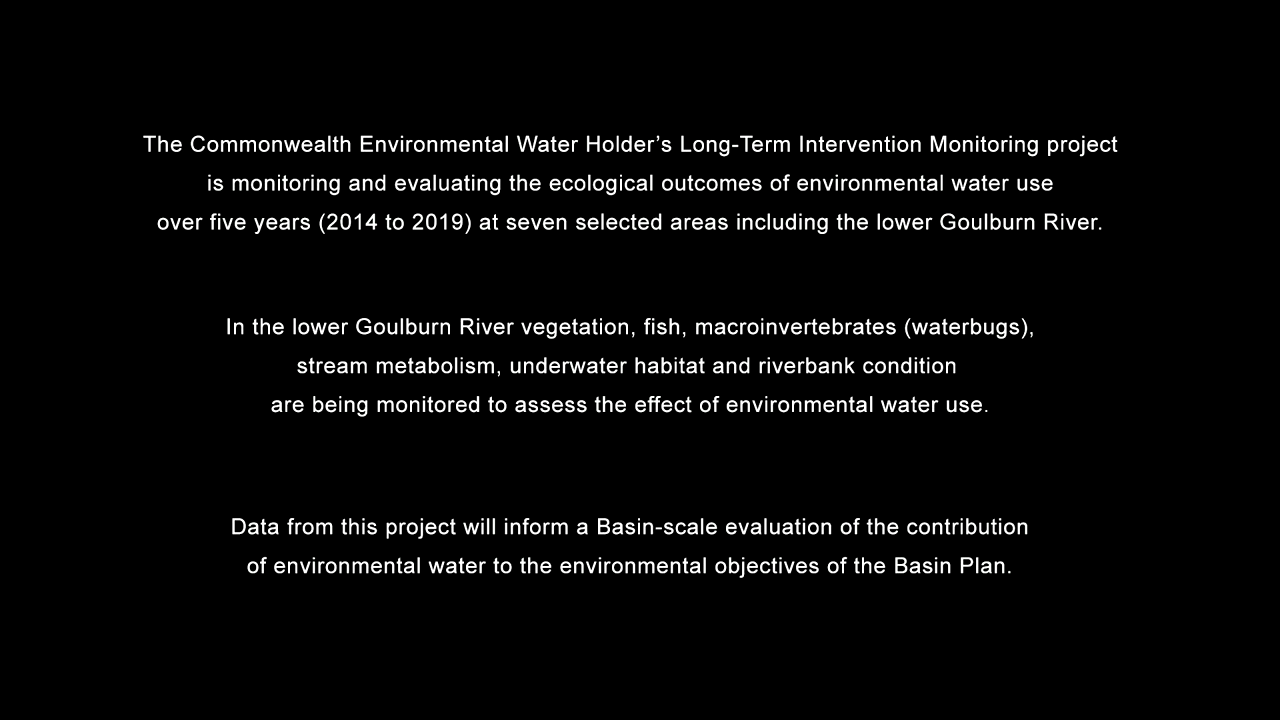 The Commonwealth Environmental Water Holder’s Long-Term Intervention Monitoring project
is monitoring and evaluating the ecological outcomes of environmental water use
over five years (2014 to 2019) at seven selected areas including the lower Goulburn River.
In the lower Goulburn River vegetation, fish, macroinvertebrates (waterbugs),
stream metabolism, underwater habitat and riverbank condition
are being monitored to assess the effect of environmental water use.
Data from this project will inform a Basin-scale evaluation of the contribution
of environmental water to the environmental objectives of the Basin Plan.